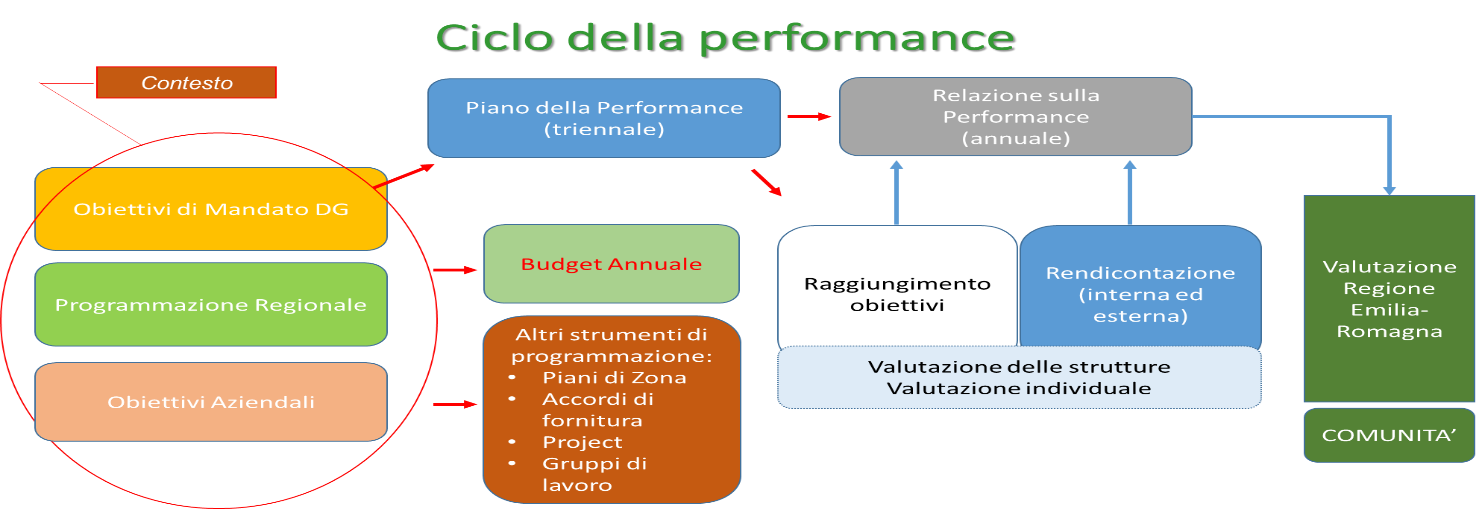 Ciclo della performance
Contesto
Obiettivi di Mandato DG
Programmazione Regionale
Obiettivi Aziendali
Piano della Performance
(triennale)
Budget Annuale
Altri strumenti di
programmazione:
• Piani di Zona
• Accordi di
fornitura
• Project
• Gruppi di
lavoro
Relazione sulla
Performance
(annuale)
Raggiungimento
obiettivi
Rendicontazione
(interna ed
esterna)
Valutazione delle strutture
Valutazione individuale
Valutazione
Regione
Emilia-
Romagna
COMUNITA’